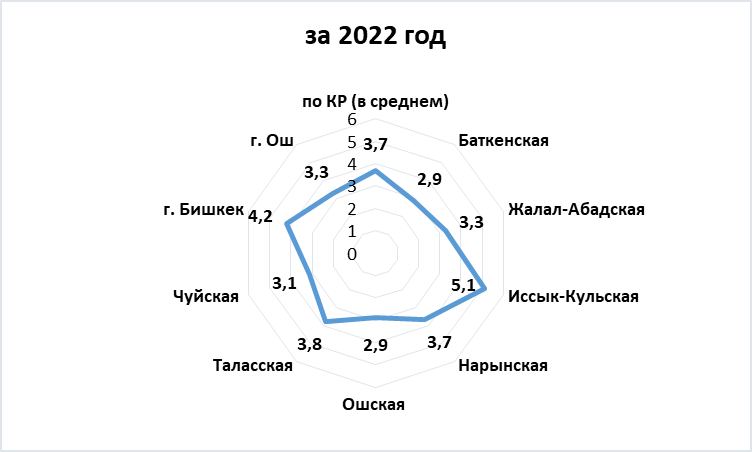 за 2022 год
по КР (в среднем)
6
5
4
3
2
1
0
3,7
Баткенская
2,9
Жалал-Абадская
3,3
Иссык-Кульская
5,1
Нарынская
3,7
Ошская
2,9
Таласская
3,8
Чуйская
3,1
г. Бишкек
4,2
г. Ош
3,3